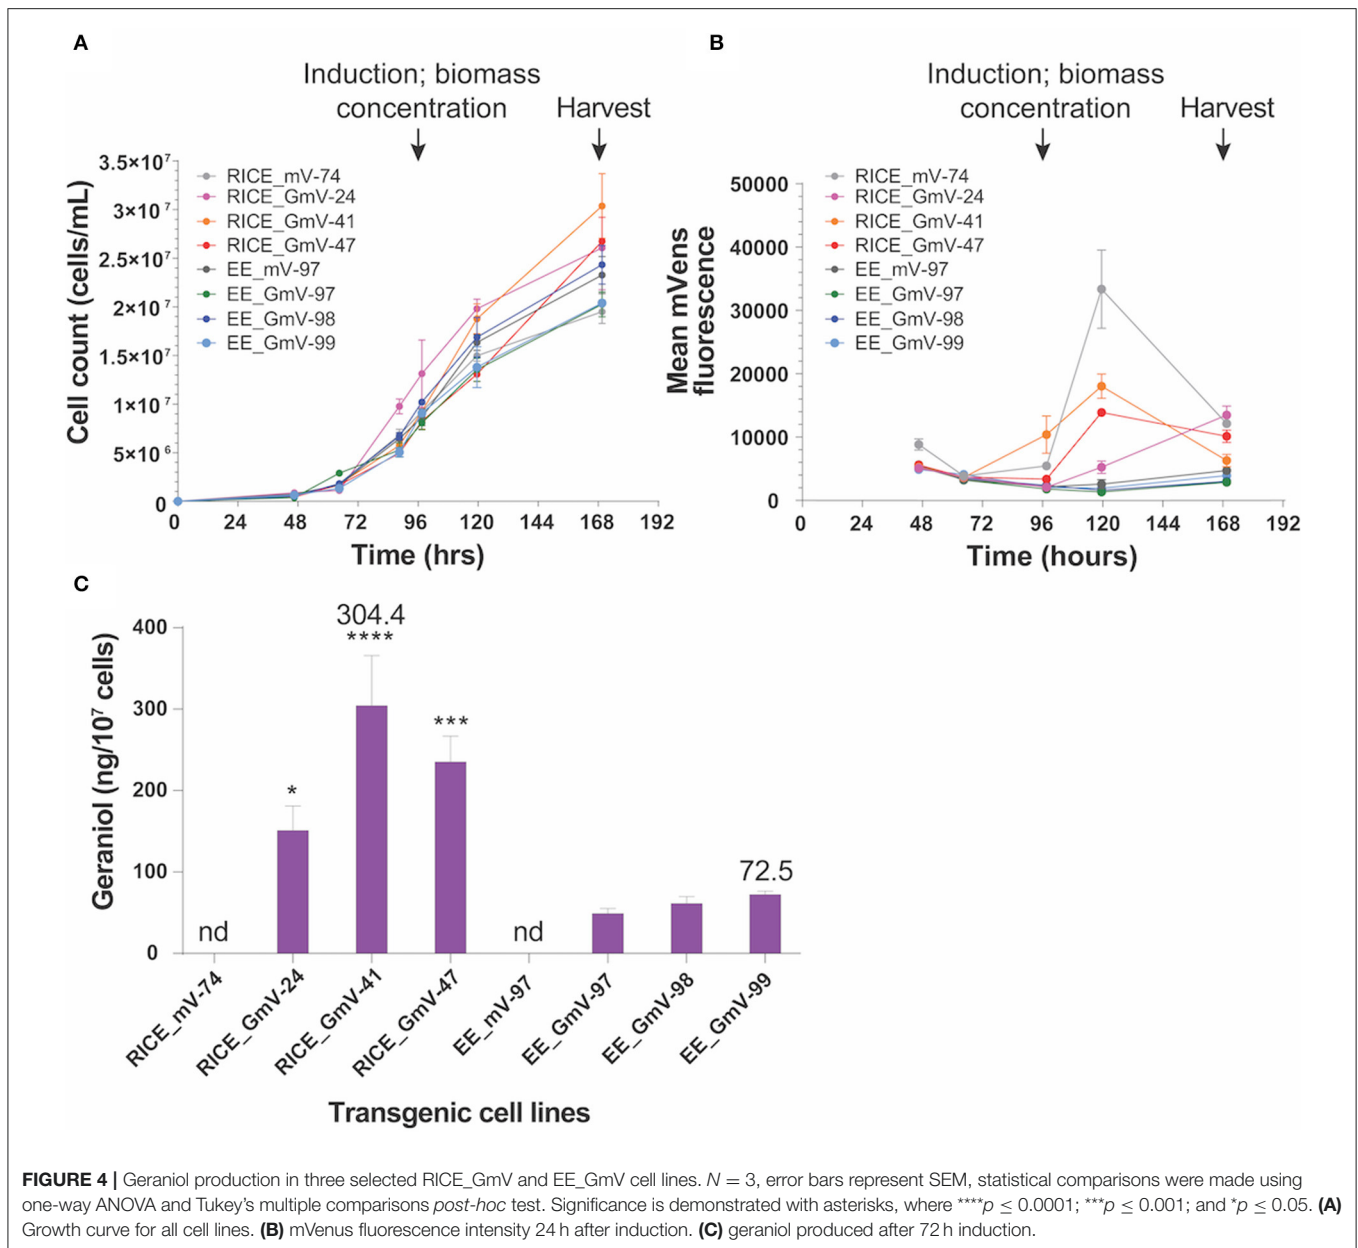 A
Induction; biomass
concentration
Harvest
3.5×10⁷
3×10⁷
2.5×10⁷
2×10⁷
1.5×10⁷
1×10⁷
5×10⁶
0
Cell count (cells/mL)
RICE_mV-74
RICE_GmV-24
RICE_GmV-41
RICE_GmV-47
EE_mV-97
EE_GmV-97
EE_GmV-98
EE_GmV-99
0 24 48 72 96 120 144 168 192
Time (hrs)
B
Induction; biomass
concentration
Harvest
50000
40000
30000
20000
10000
0
Mean mVens
fluorescence
RICE_mV-74
RICE_GmV-24
RICE_GmV-41
RICE_GmV-47
EE_mV-97
EE_GmV-97
EE_GmV-98
EE_GmV-99
0 24 48 72 96 120 144 168 192
Time (hours)
C
400
300
200
100
0
Geraniol (ng/10⁷ cells)
nd
*
304.4
****
***
nd
72.5
RICE_mV-74
RICE_GmV-24
RICE_GmV-41
RICE_GmV-47
EE_mV-97
EE_GmV-97
EE_GmV-98
EE_GmV-99
Transgenic cell lines
FIGURE 4 | Geraniol production in three selected RICE_GmV and EE_GmV cell lines. N = 3, error bars represent SEM, statistical comparisons were made using
one-way ANOVA and Tukey's multiple comparisons post-hoc test. Significance is demonstrated with asterisks, where ****p ≤ 0.0001; ***p ≤ 0.001; and *p ≤ 0.05. (A)
Growth curve for all cell lines. (B) mVenus fluorescence intensity 24 h after induction. (C) geraniol produced after 72 h induction.